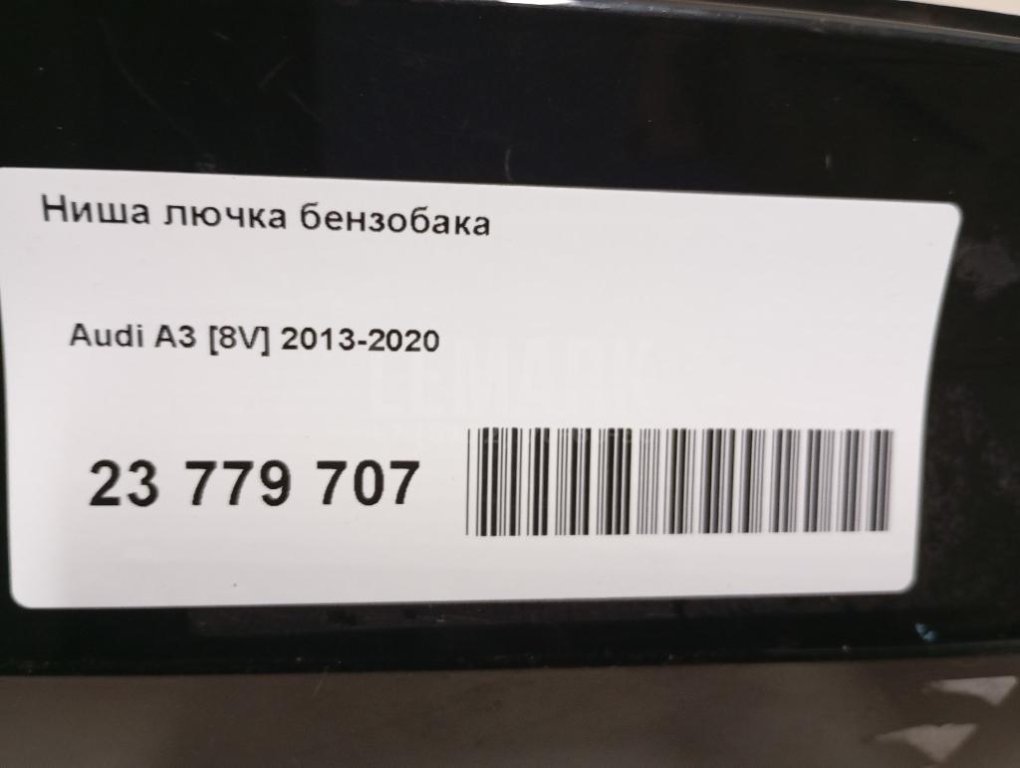 Ниша лючка бензобака
Audi A3 [8V] 2013-2020
23 779 707